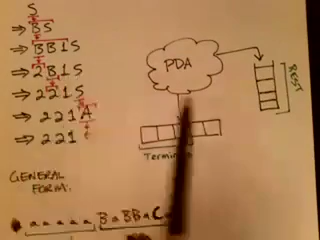 S
⇒ BS
⇒ BB1S
⇒ 2B1S
⇒ 221S
⇒ 221A
⇒ 221
PDA
REST
GENERAL
FORM:
a a a a a B a B B a C